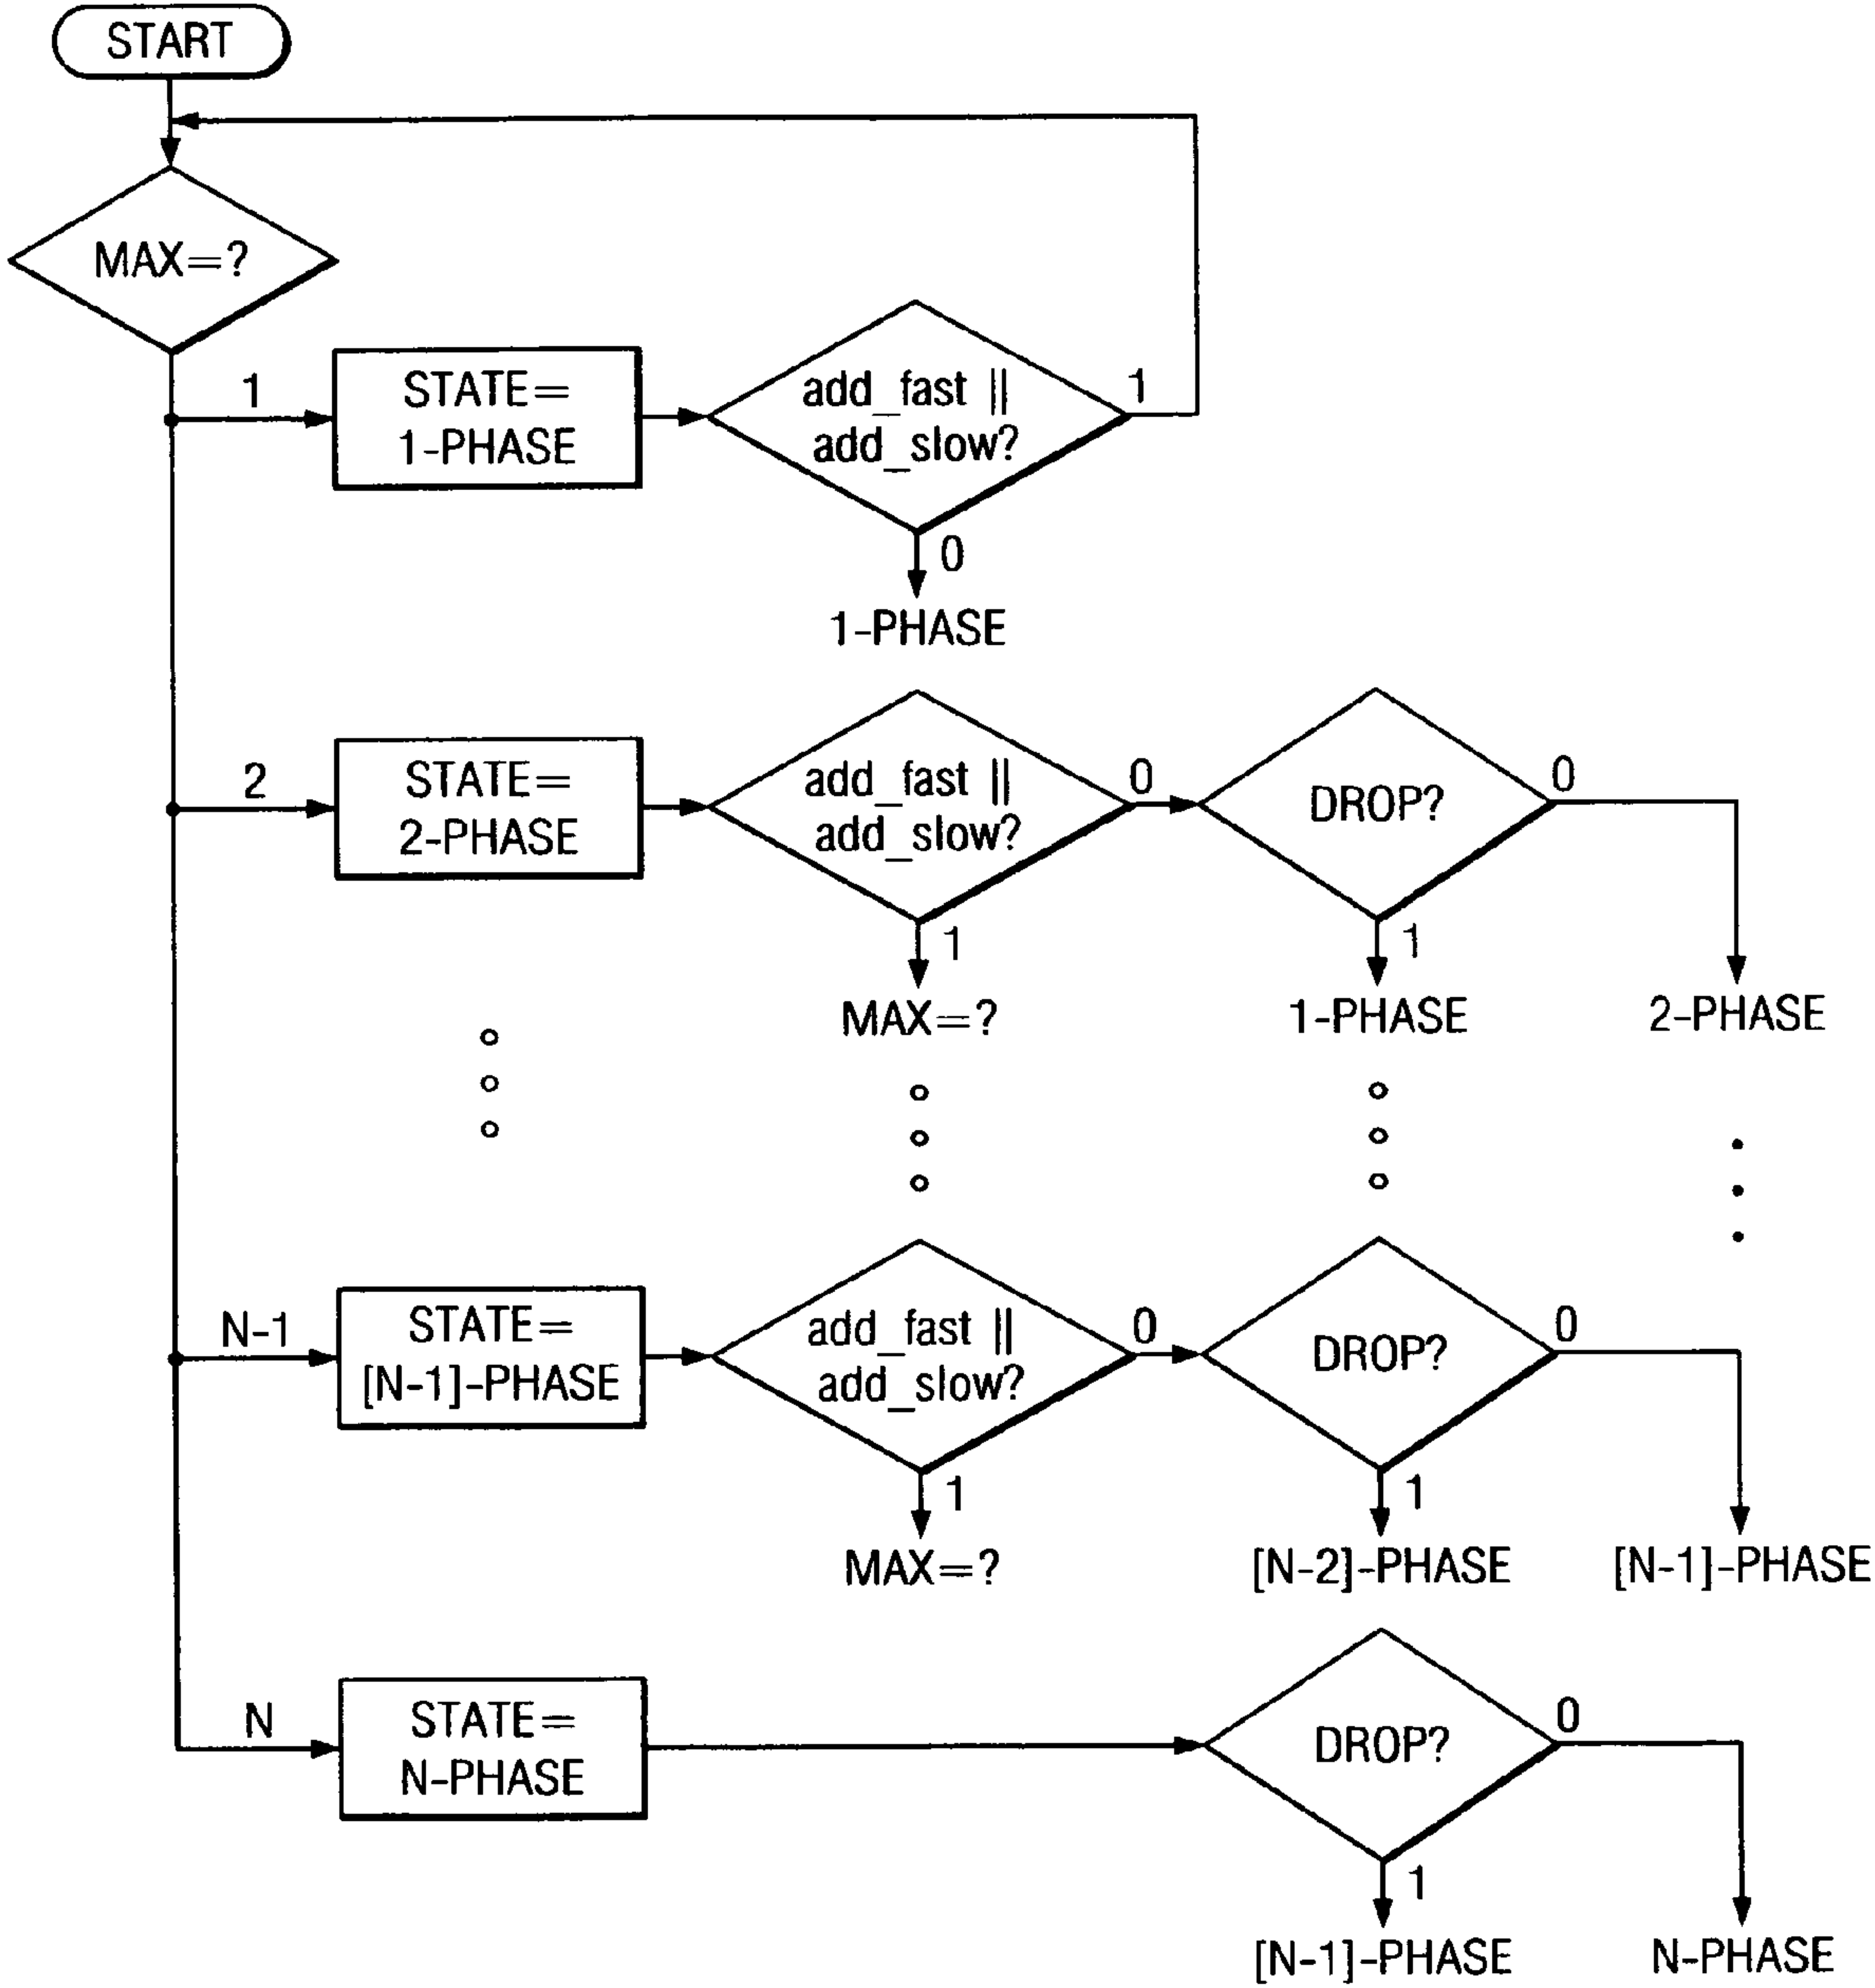 START
MAX=?
1
STATE=
1-PHASE
add_fast ||
add_slow?
1
0
1-PHASE
2
STATE=
2-PHASE
add_fast ||
add_slow?
0
DROP?
0
1
MAX=?
1
1-PHASE
2-PHASE
N-1
STATE=
[N-1]-PHASE
add_fast ||
add_slow?
0
DROP?
0
1
MAX=?
1
[N-2]-PHASE
[N-1]-PHASE
N
STATE=
N-PHASE
DROP?
0
1
[N-1]-PHASE
N-PHASE